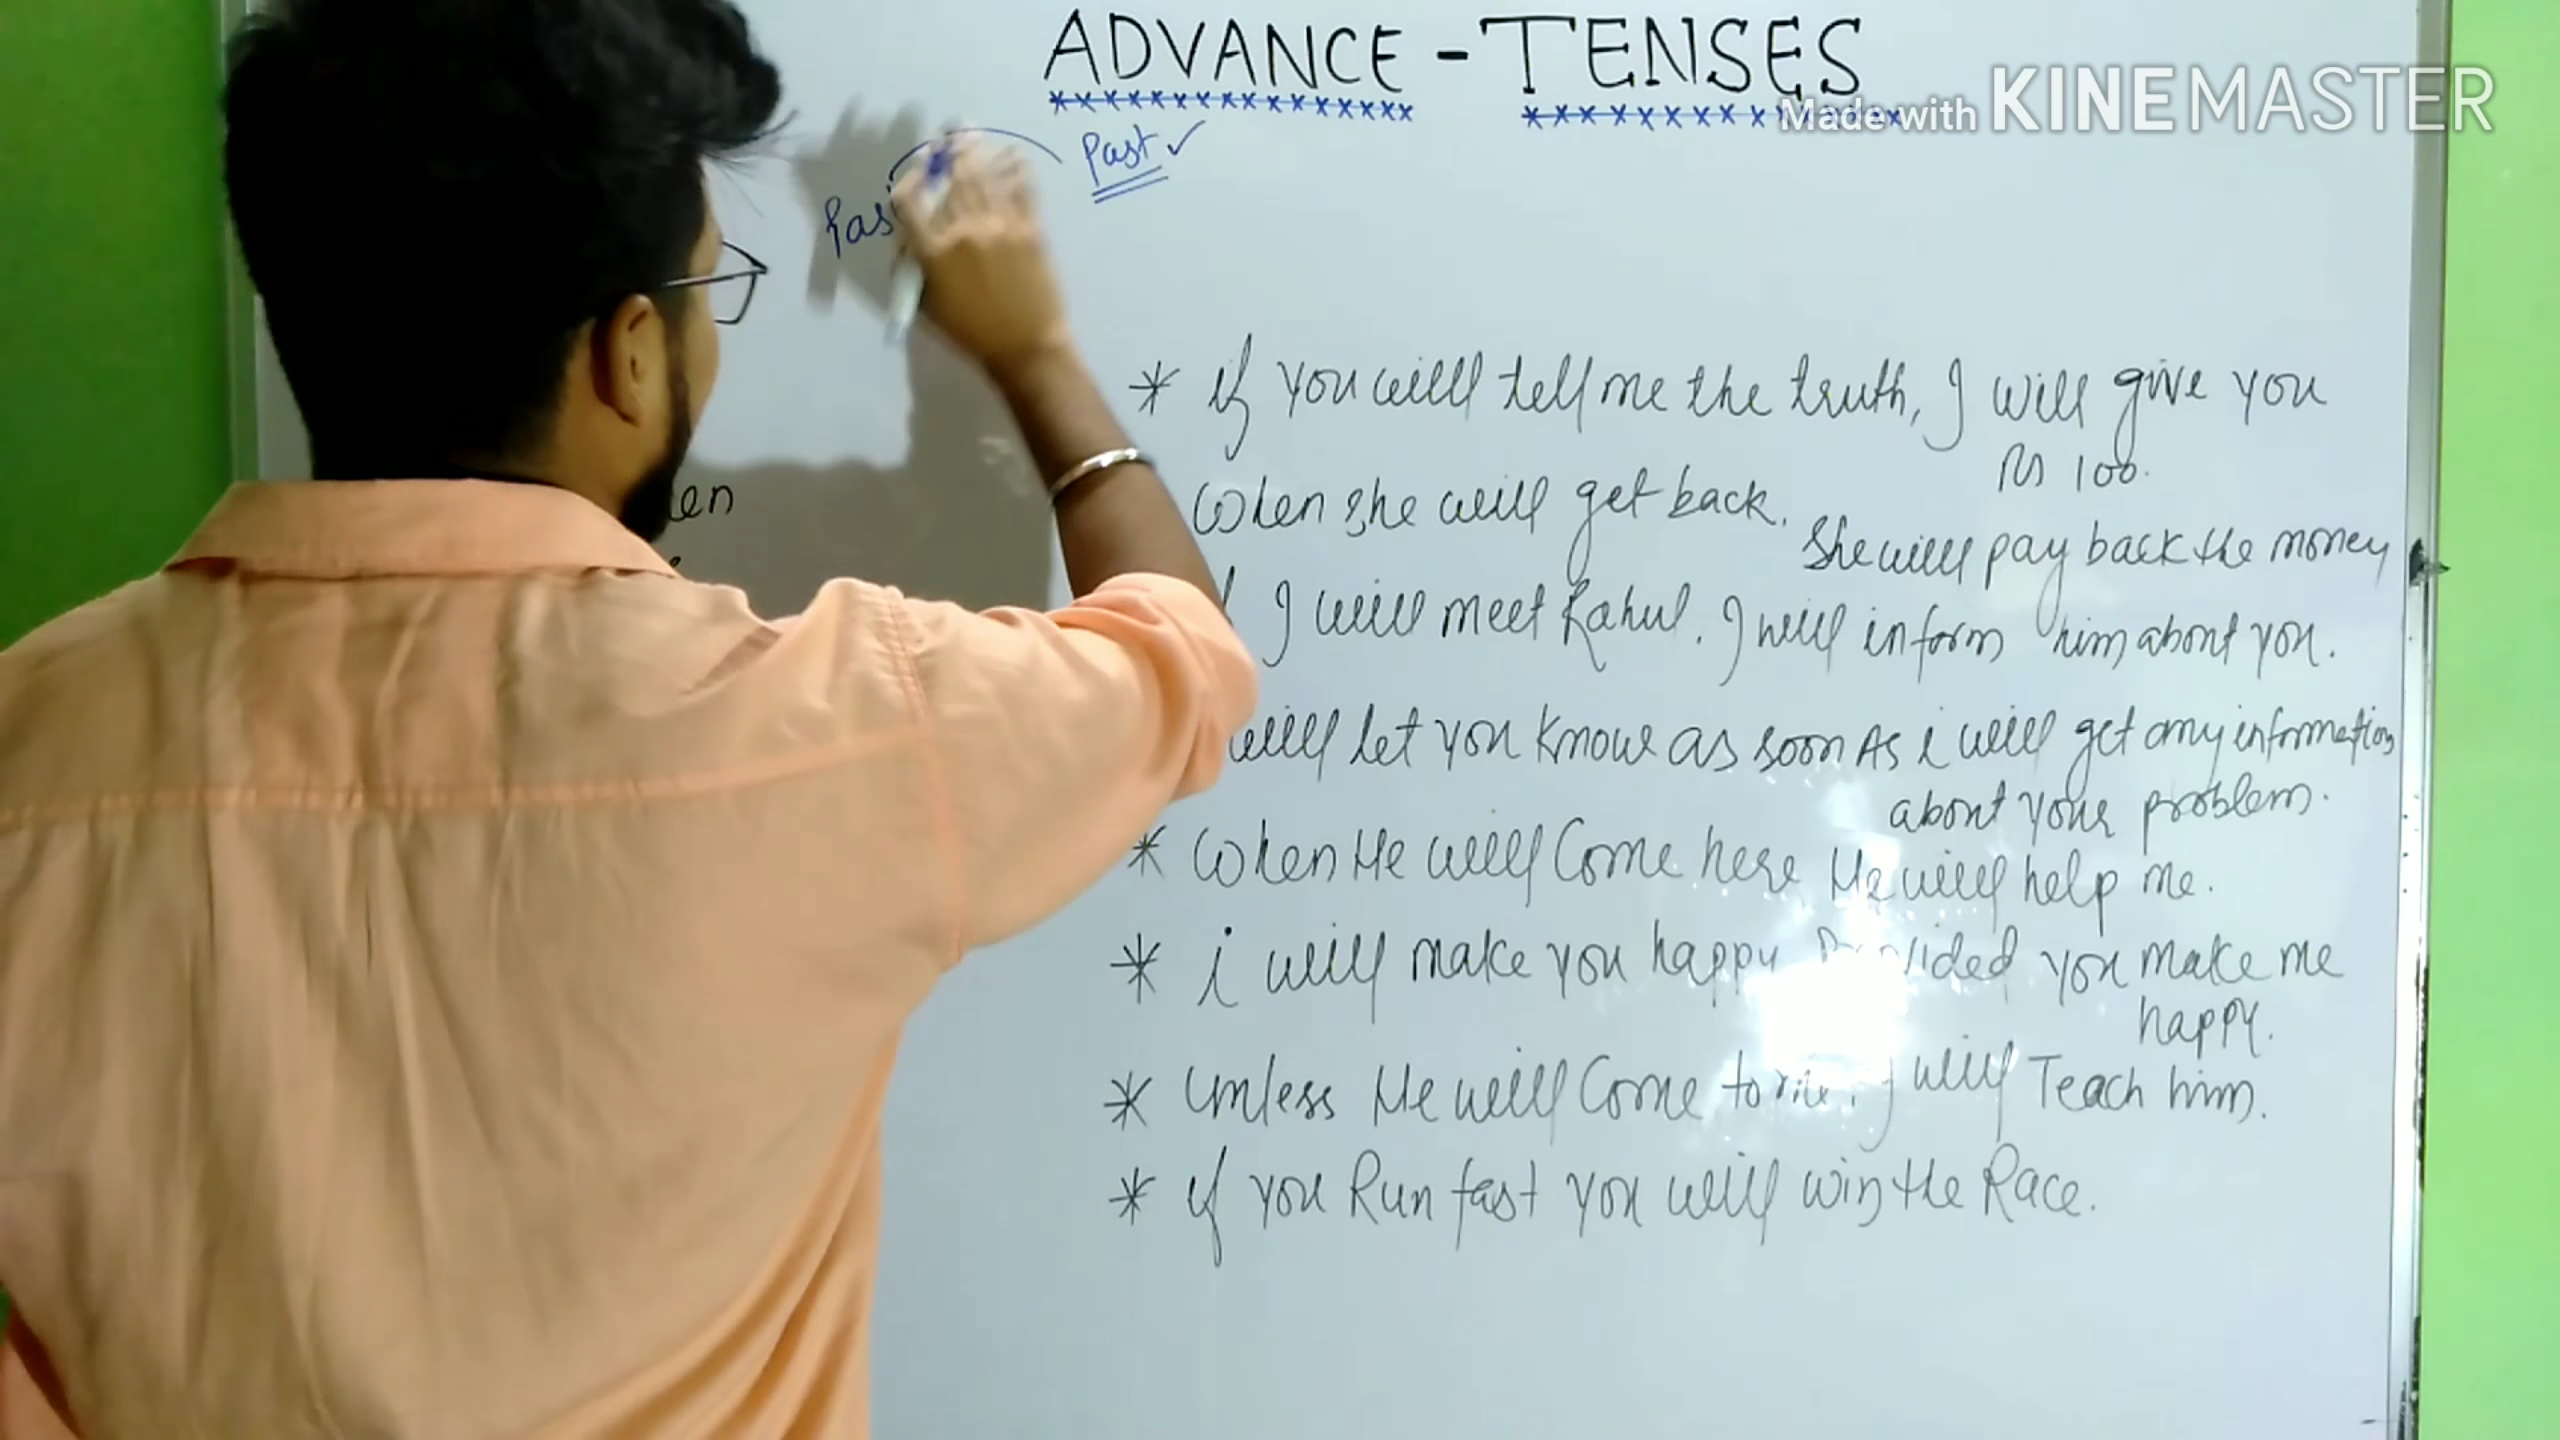 ADVANCE - TENSES
Made with KINEMASTER
Past ✓
Pas
* if you will tell me the truth, I will give you
Rs 100.
When she will get back.
She will pay back the money
I will meet Rahul. I will inform him about you.
will let you know as soon As i will get any information
about your problem.
* When He will Come here He will help me.
* i will make you happy Provided you make me
happy.
* unless He will Come to me. I will Teach him.
* if you Run fast you will win the Race.